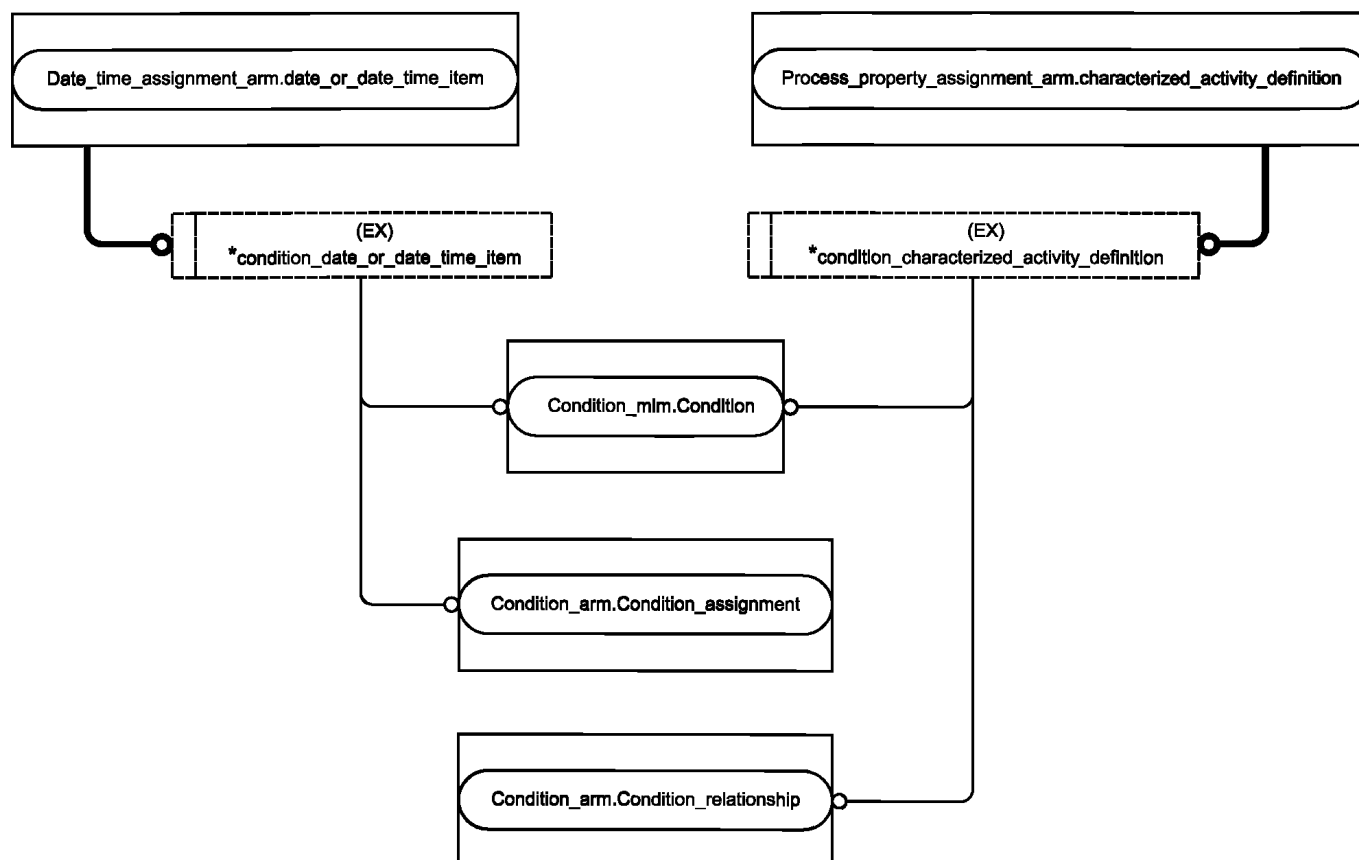 Date_time_assignment_arm.date_or_date_time_item
Process_property_assignment_arm.characterized_activity_definition
(EX)
*condition_date_or_date_time_item
(EX)
*condition_characterized_activity_definition
Condition_mim.Condition
Condition_arm.Condition_assignment
Condition_arm.Condition_relationship